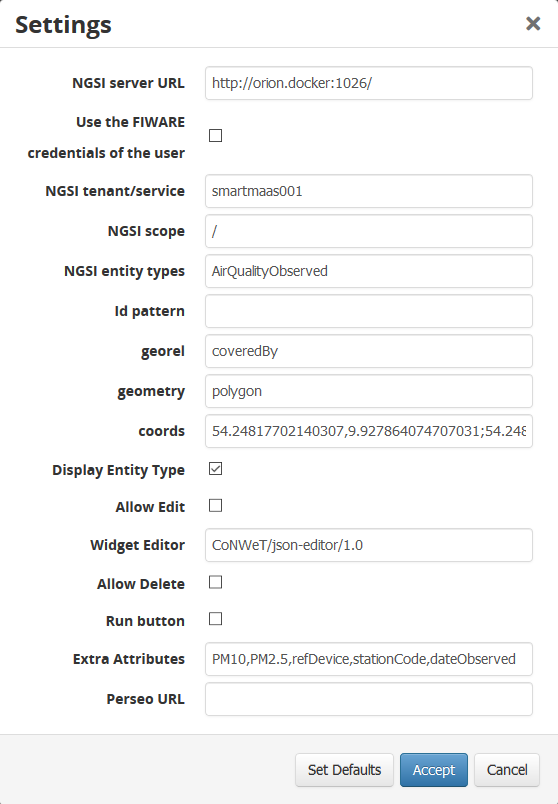 Settings
NGSI server URL http://orion.docker:1026/
Use the FIWARE
credentials of the user
NGSI tenant/service smartmaas001
NGSI scope /
NGSI entity types AirQualityObserved
Id pattern
georel coveredBy
geometry polygon
coords 54.24817702140307,9.927864074707031;54.248
Display Entity Type
Allow Edit
Widget Editor CoNWeT/json-editor/1.0
Allow Delete
Run button
Extra Attributes PM10,PM2.5,refDevice,stationCode,dateObserved
Perseo URL
Set Defaults Accept Cancel